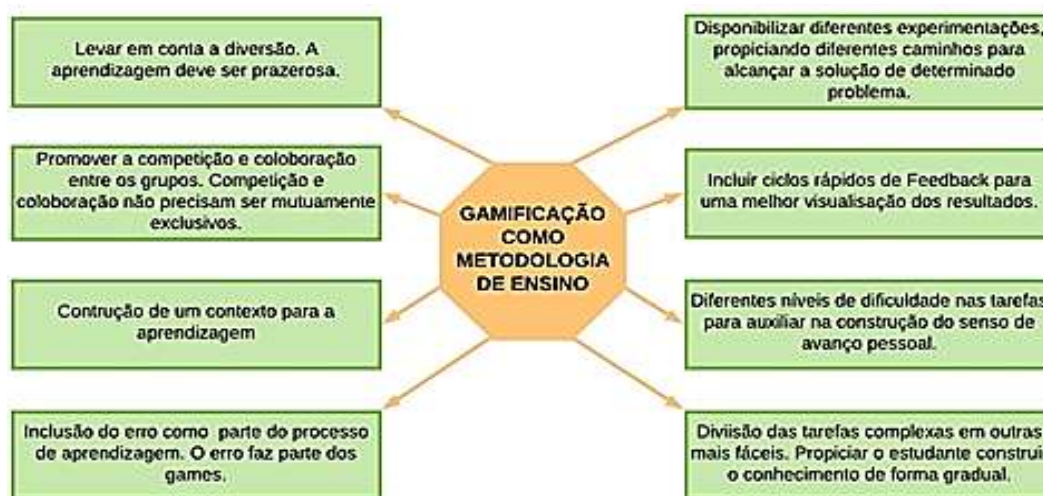 Levar em conta a diversão. A
aprendizagem deve ser prazerosa.
Promover a competição e coloboração
entre os grupos. Competição e
coloboração não precisam ser mutuamente
exclusivos.
Contrução de um contexto para a
aprendizagem
Inclusão do erro como parte do processo
de aprendizagem. O erro faz parte dos
games.
GAMIFICAÇÃO
COMO
METODOLOGIA
DE ENSINO
Disponibilizar diferentes experimentações,
propiciando diferentes caminhos para
alcançar a solução de determinado
problema.
Incluir ciclos rápidos de Feedback para
uma melhor visualisação dos resultados.
Diferentes níveis de dificuldade nas tarefas
para auxiliar na construção do senso de
avanço pessoal.
Diviisão das tarefas complexas em outras
mais fáceis. Propiciar o estudante construir
o conhecimento de forma gradual.